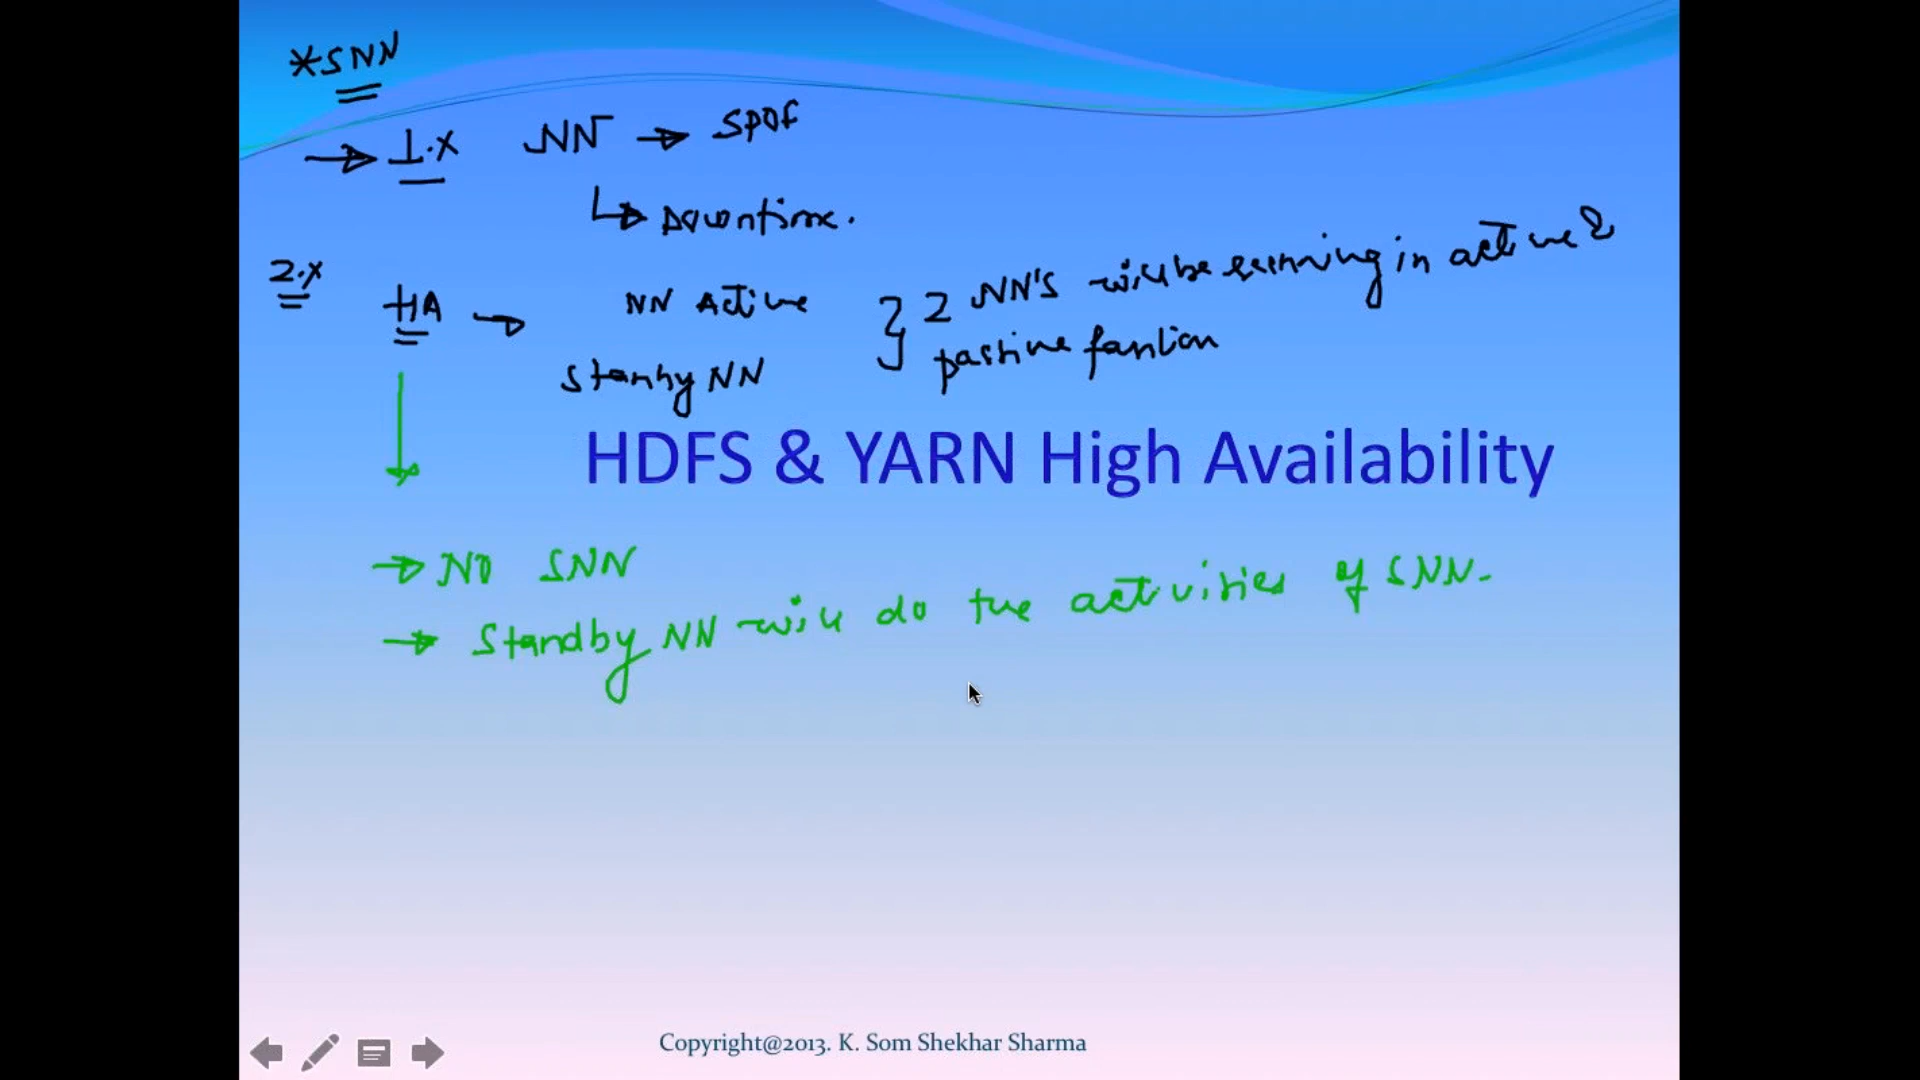 *SNN
→ 1.X NN → SPOF
↳ Downtime.
2.X
HA → NN Active } 2 NN's will be running in active &
Stanby NN passive fashion
HDFS & YARN High Availability
→ NO SNN
→ Standby NN will do the activities of SNN.
Copyright@2013. K. Som Shekhar Sharma